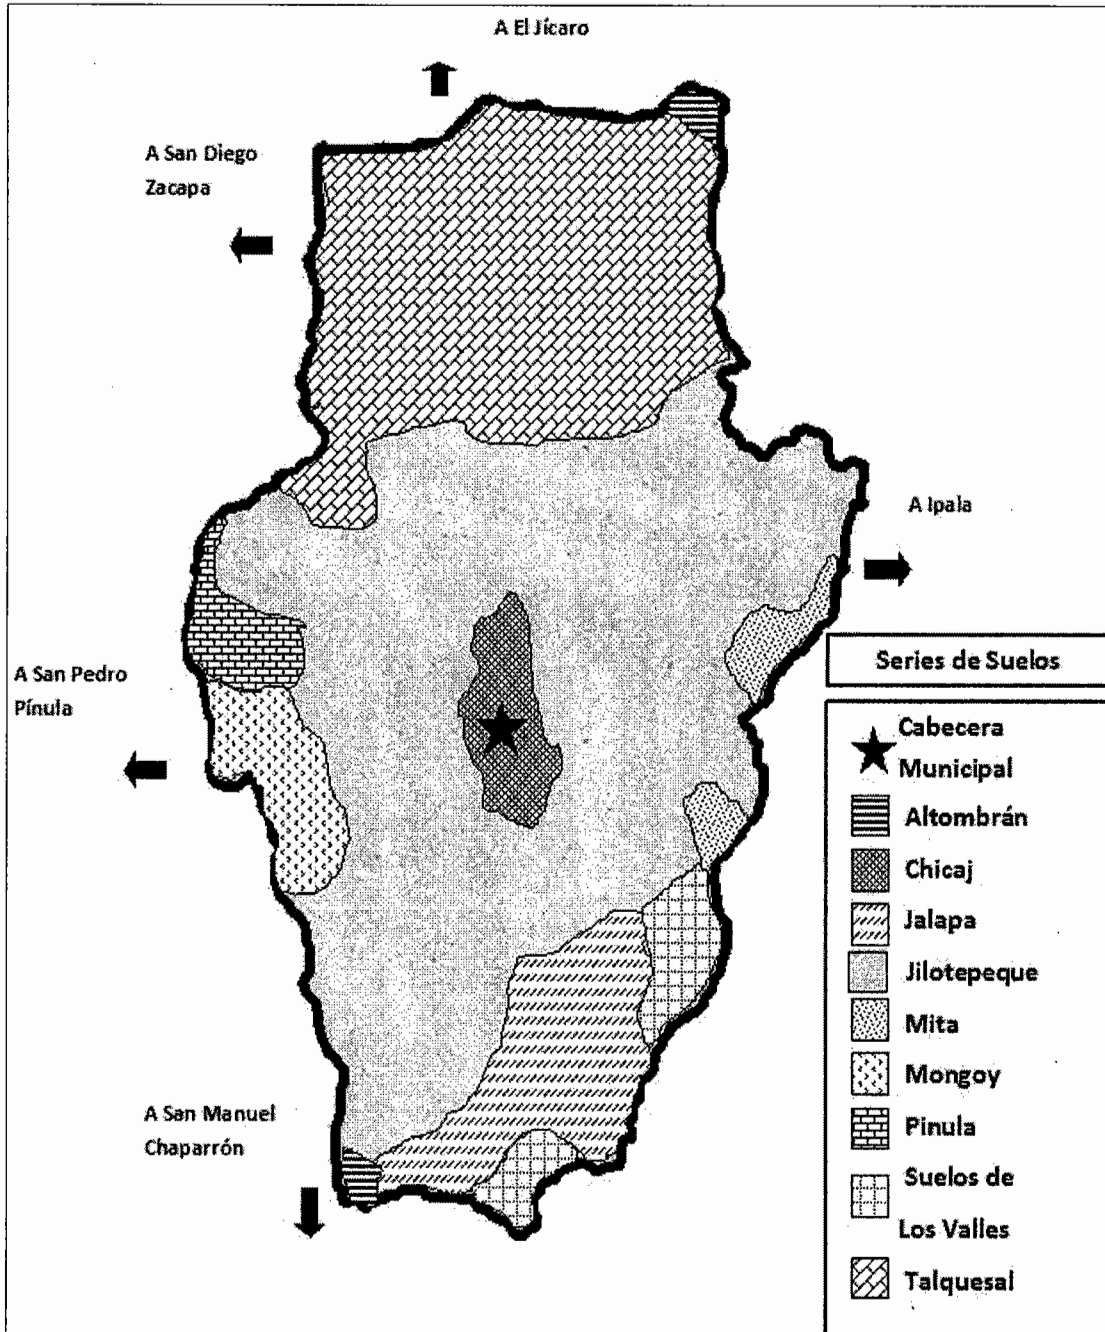 A El Jícaro
A San Diego
Zacapa
A Ipala
A San Pedro
Pínula
A San Manuel
Chaparrón
Series de Suelos
Cabecera
Municipal
Altombrán
Chicaj
Jalapa
Jilotepeque
Mita
Mongoy
Pinula
Suelos de
Los Valles
Talquesal